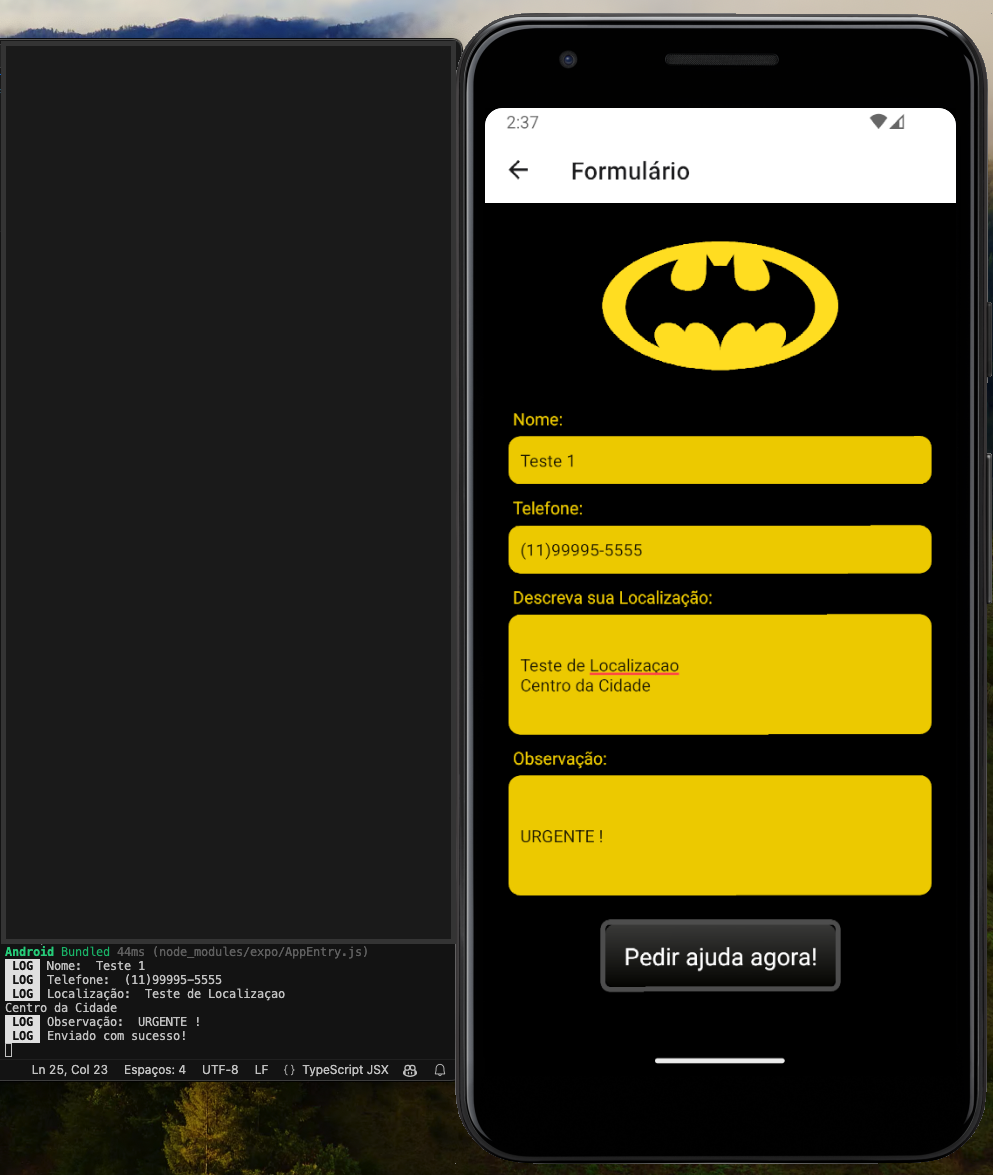 Android Bundled 44ms (node_modules/expo/AppEntry.js)
LOG Nome: Teste 1
LOG Telefone: (11)99995-5555
LOG Localização: Teste de Localizaçao
Centro da Cidade
LOG Observação: URGENTE !
LOG Enviado com sucesso!
Ln 25, Col 23 Espaços: 4 UTF-8 LF {} TypeScript JSX
2:37
Formulário
Nome:
Teste 1
Telefone:
(11)99995-5555
Descreva sua Localização:
Teste de Localizaçao
Centro da Cidade
Observação:
URGENTE !
Pedir ajuda agora!